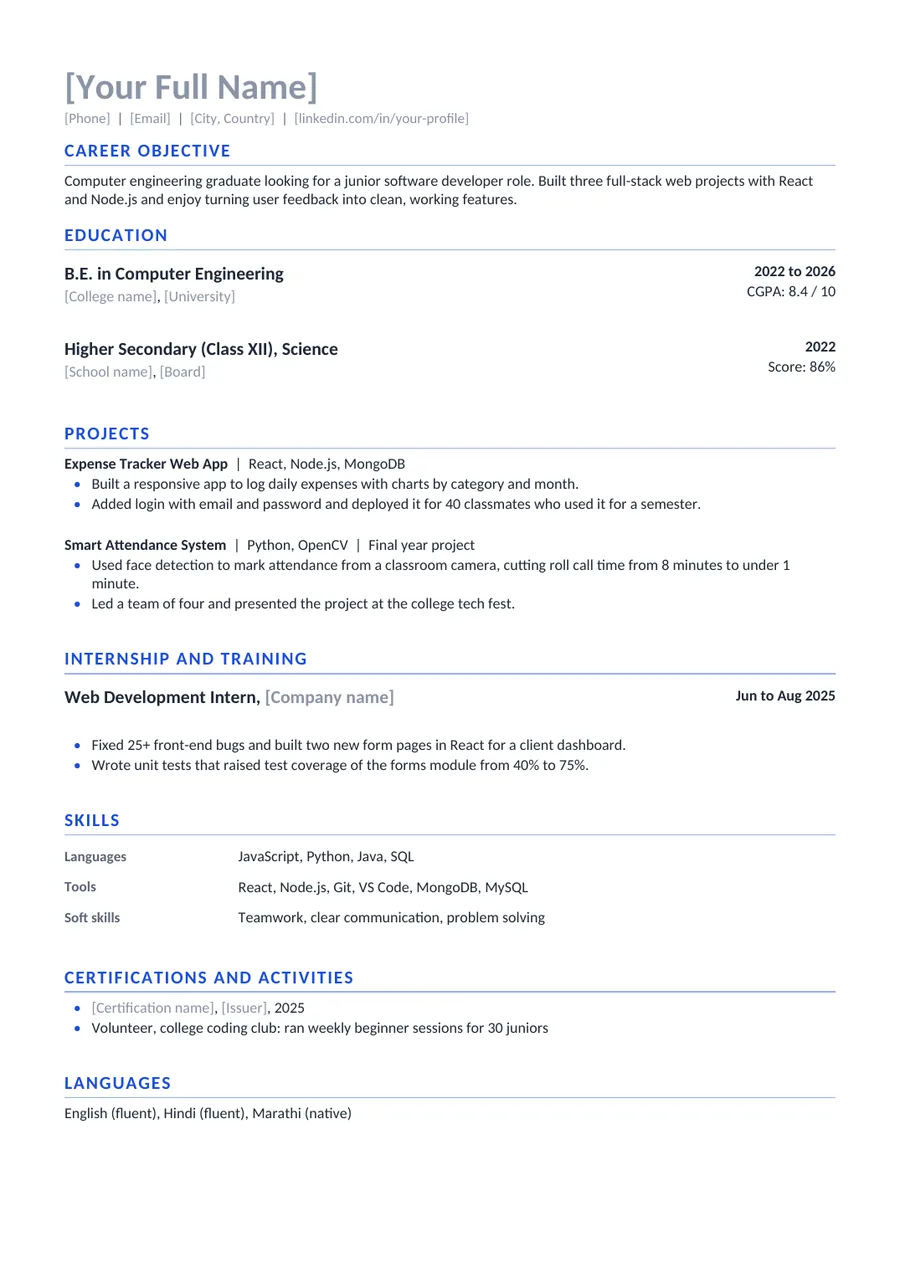 [Your Full Name]
[Phone] | [Email] | [City, Country] | [linkedin.com/in/your-profile]
CAREER OBJECTIVE
Computer engineering graduate looking for a junior software developer role. Built three full-stack web projects with React
and Node.js and enjoy turning user feedback into clean, working features.
EDUCATION
B.E. in Computer Engineering
2022 to 2026
[College name], [University]
CGPA: 8.4 / 10
Higher Secondary (Class XII), Science
2022
[School name], [Board]
Score: 86%
PROJECTS
Expense Tracker Web App | React, Node.js, MongoDB
• Built a responsive app to log daily expenses with charts by category and month.
• Added login with email and password and deployed it for 40 classmates who used it for a semester.
Smart Attendance System | Python, OpenCV | Final year project
• Used face detection to mark attendance from a classroom camera, cutting roll call time from 8 minutes to under 1
minute.
• Led a team of four and presented the project at the college tech fest.
INTERNSHIP AND TRAINING
Web Development Intern, [Company name]
Jun to Aug 2025
• Fixed 25+ front-end bugs and built two new form pages in React for a client dashboard.
• Wrote unit tests that raised test coverage of the forms module from 40% to 75%.
SKILLS
Languages JavaScript, Python, Java, SQL
Tools React, Node.js, Git, VS Code, MongoDB, MySQL
Soft skills Teamwork, clear communication, problem solving
CERTIFICATIONS AND ACTIVITIES
• [Certification name], [Issuer], 2025
• Volunteer, college coding club: ran weekly beginner sessions for 30 juniors
LANGUAGES
English (fluent), Hindi (fluent), Marathi (native)